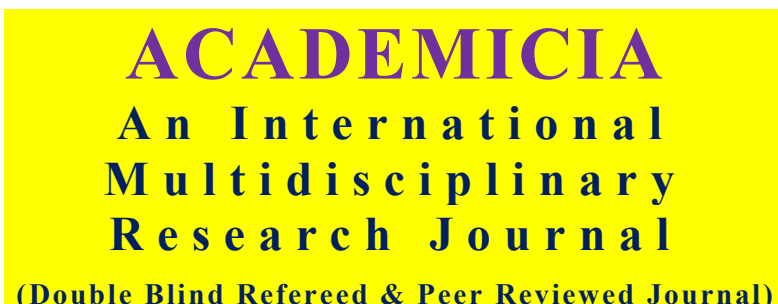 ACADEMICIA
An International
Multidisciplinary
Research Journal
(Double Blind Refereed & Peer Reviewed Journal)